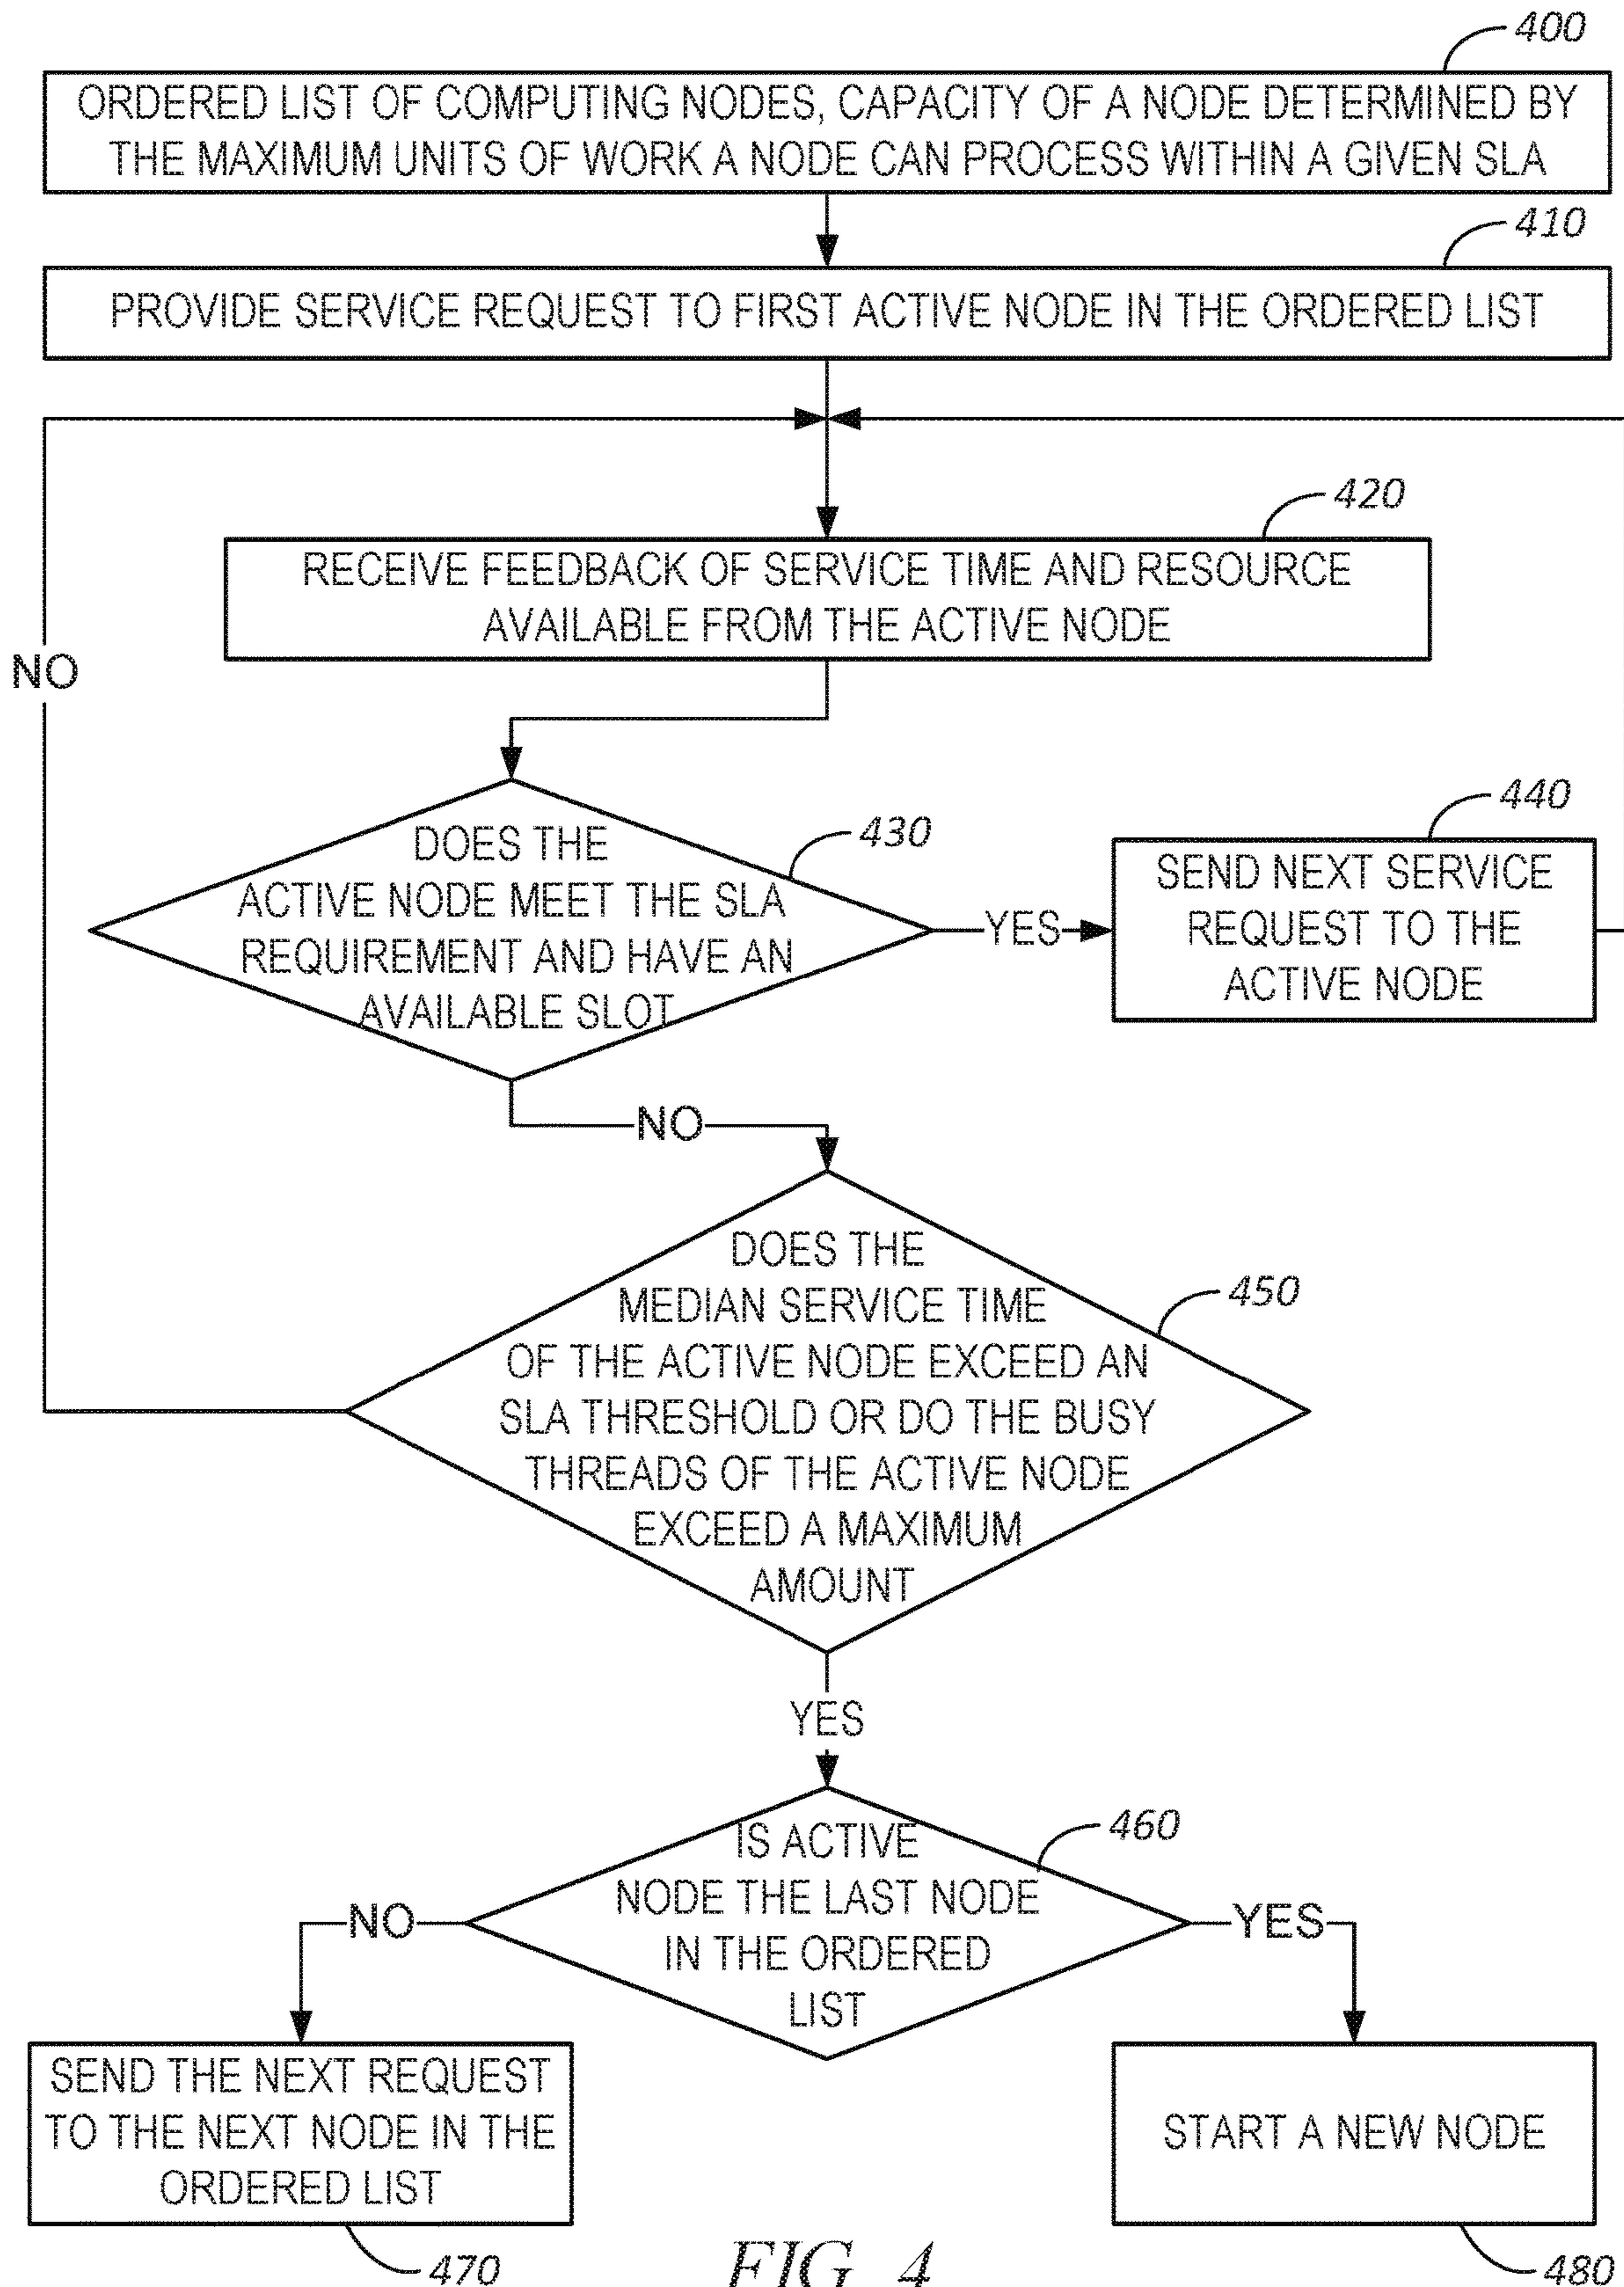 400
ORDERED LIST OF COMPUTING NODES, CAPACITY OF A NODE DETERMINED BY
THE MAXIMUM UNITS OF WORK A NODE CAN PROCESS WITHIN A GIVEN SLA
410
PROVIDE SERVICE REQUEST TO FIRST ACTIVE NODE IN THE ORDERED LIST
420
RECEIVE FEEDBACK OF SERVICE TIME AND RESOURCE
AVAILABLE FROM THE ACTIVE NODE
NO
430
DOES THE
ACTIVE NODE MEET THE SLA
REQUIREMENT AND HAVE AN
AVAILABLE SLOT
YES
440
SEND NEXT SERVICE
REQUEST TO THE
ACTIVE NODE
NO
450
DOES THE
MEDIAN SERVICE TIME
OF THE ACTIVE NODE EXCEED AN
SLA THRESHOLD OR DO THE BUSY
THREADS OF THE ACTIVE NODE
EXCEED A MAXIMUM
AMOUNT
YES
460
IS ACTIVE
NODE THE LAST NODE
IN THE ORDERED
LIST
NO
YES
SEND THE NEXT REQUEST
TO THE NEXT NODE IN THE
ORDERED LIST
470
START A NEW NODE
480
FIG. 4